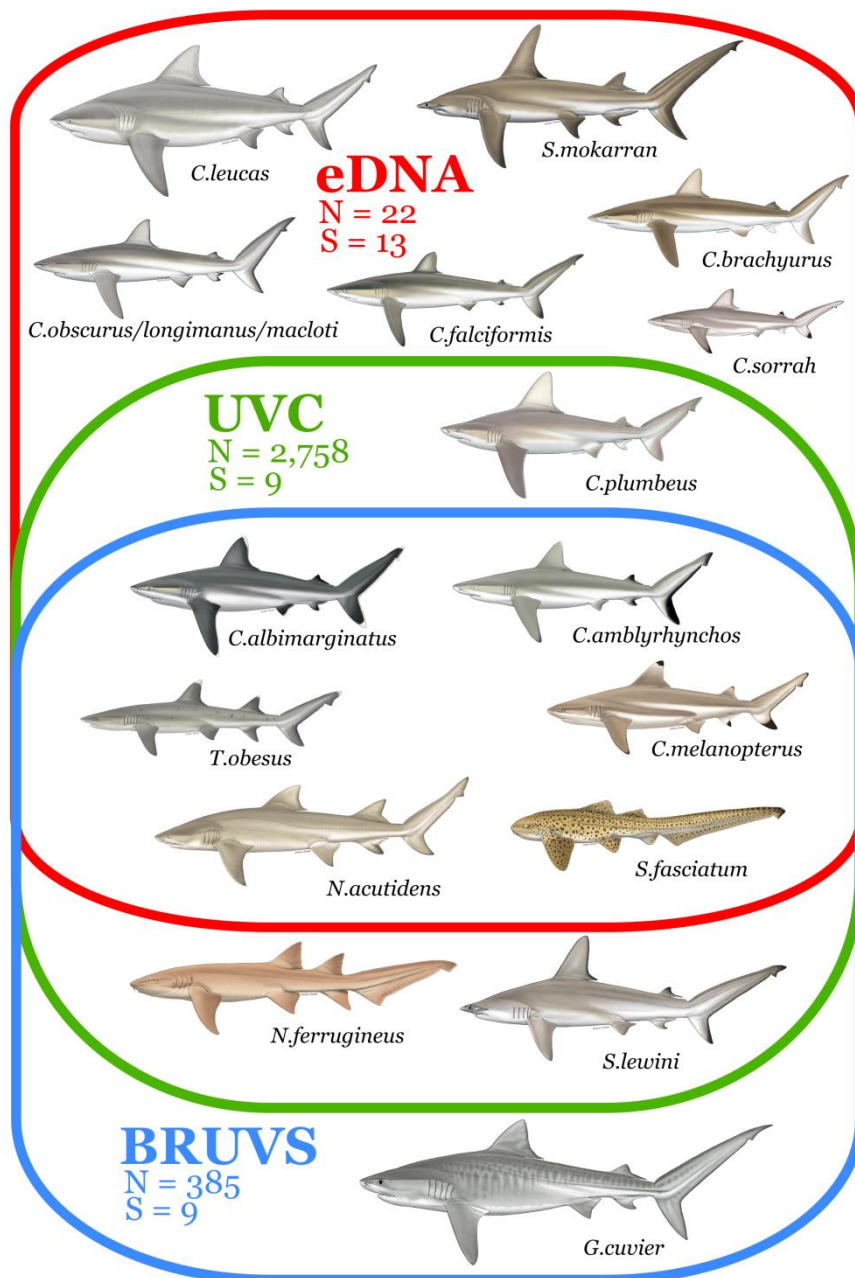 C.leucas
S.mokarran
eDNA
N = 22
S = 13
C.brachyurus
C.obscurus/longimanus/macloti
C.falciformis
C.sorrah
UVC
N = 2,758
S = 9
C.plumbeus
C.albimarginatus
C.amblyrhynchos
T.obesus
C.melanopterus
N.acutidens
S.fasciatum
N.ferrugineus
S.lewini
BRUVS
N = 385
S = 9
G.cuvier